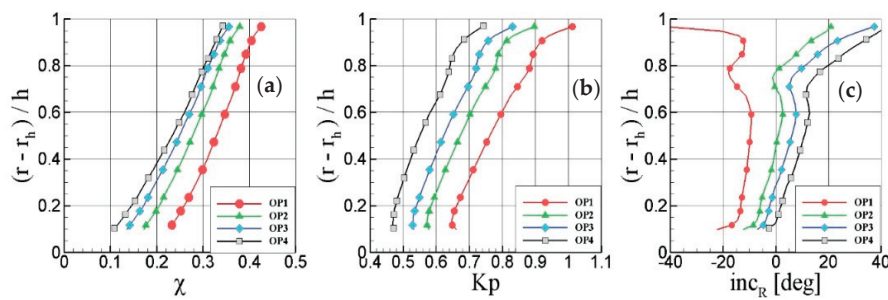 1
0.8
0.6
0.4
0.2
0
(r - r_h) / h
(a)
OP1
OP2
OP3
OP4
0 0.1 0.2 0.3 0.4 0.5
χ
1
0.8
0.6
0.4
0.2
0
(r - r_h) / h
(b)
OP1
OP2
OP3
OP4
0.4 0.5 0.6 0.7 0.8 0.9 1 1.1
Kp
1
0.8
0.6
0.4
0.2
0
(r - r_h) / h
(c)
OP1
OP2
OP3
OP4
-40 -20 0 20 40
inc_R [deg]